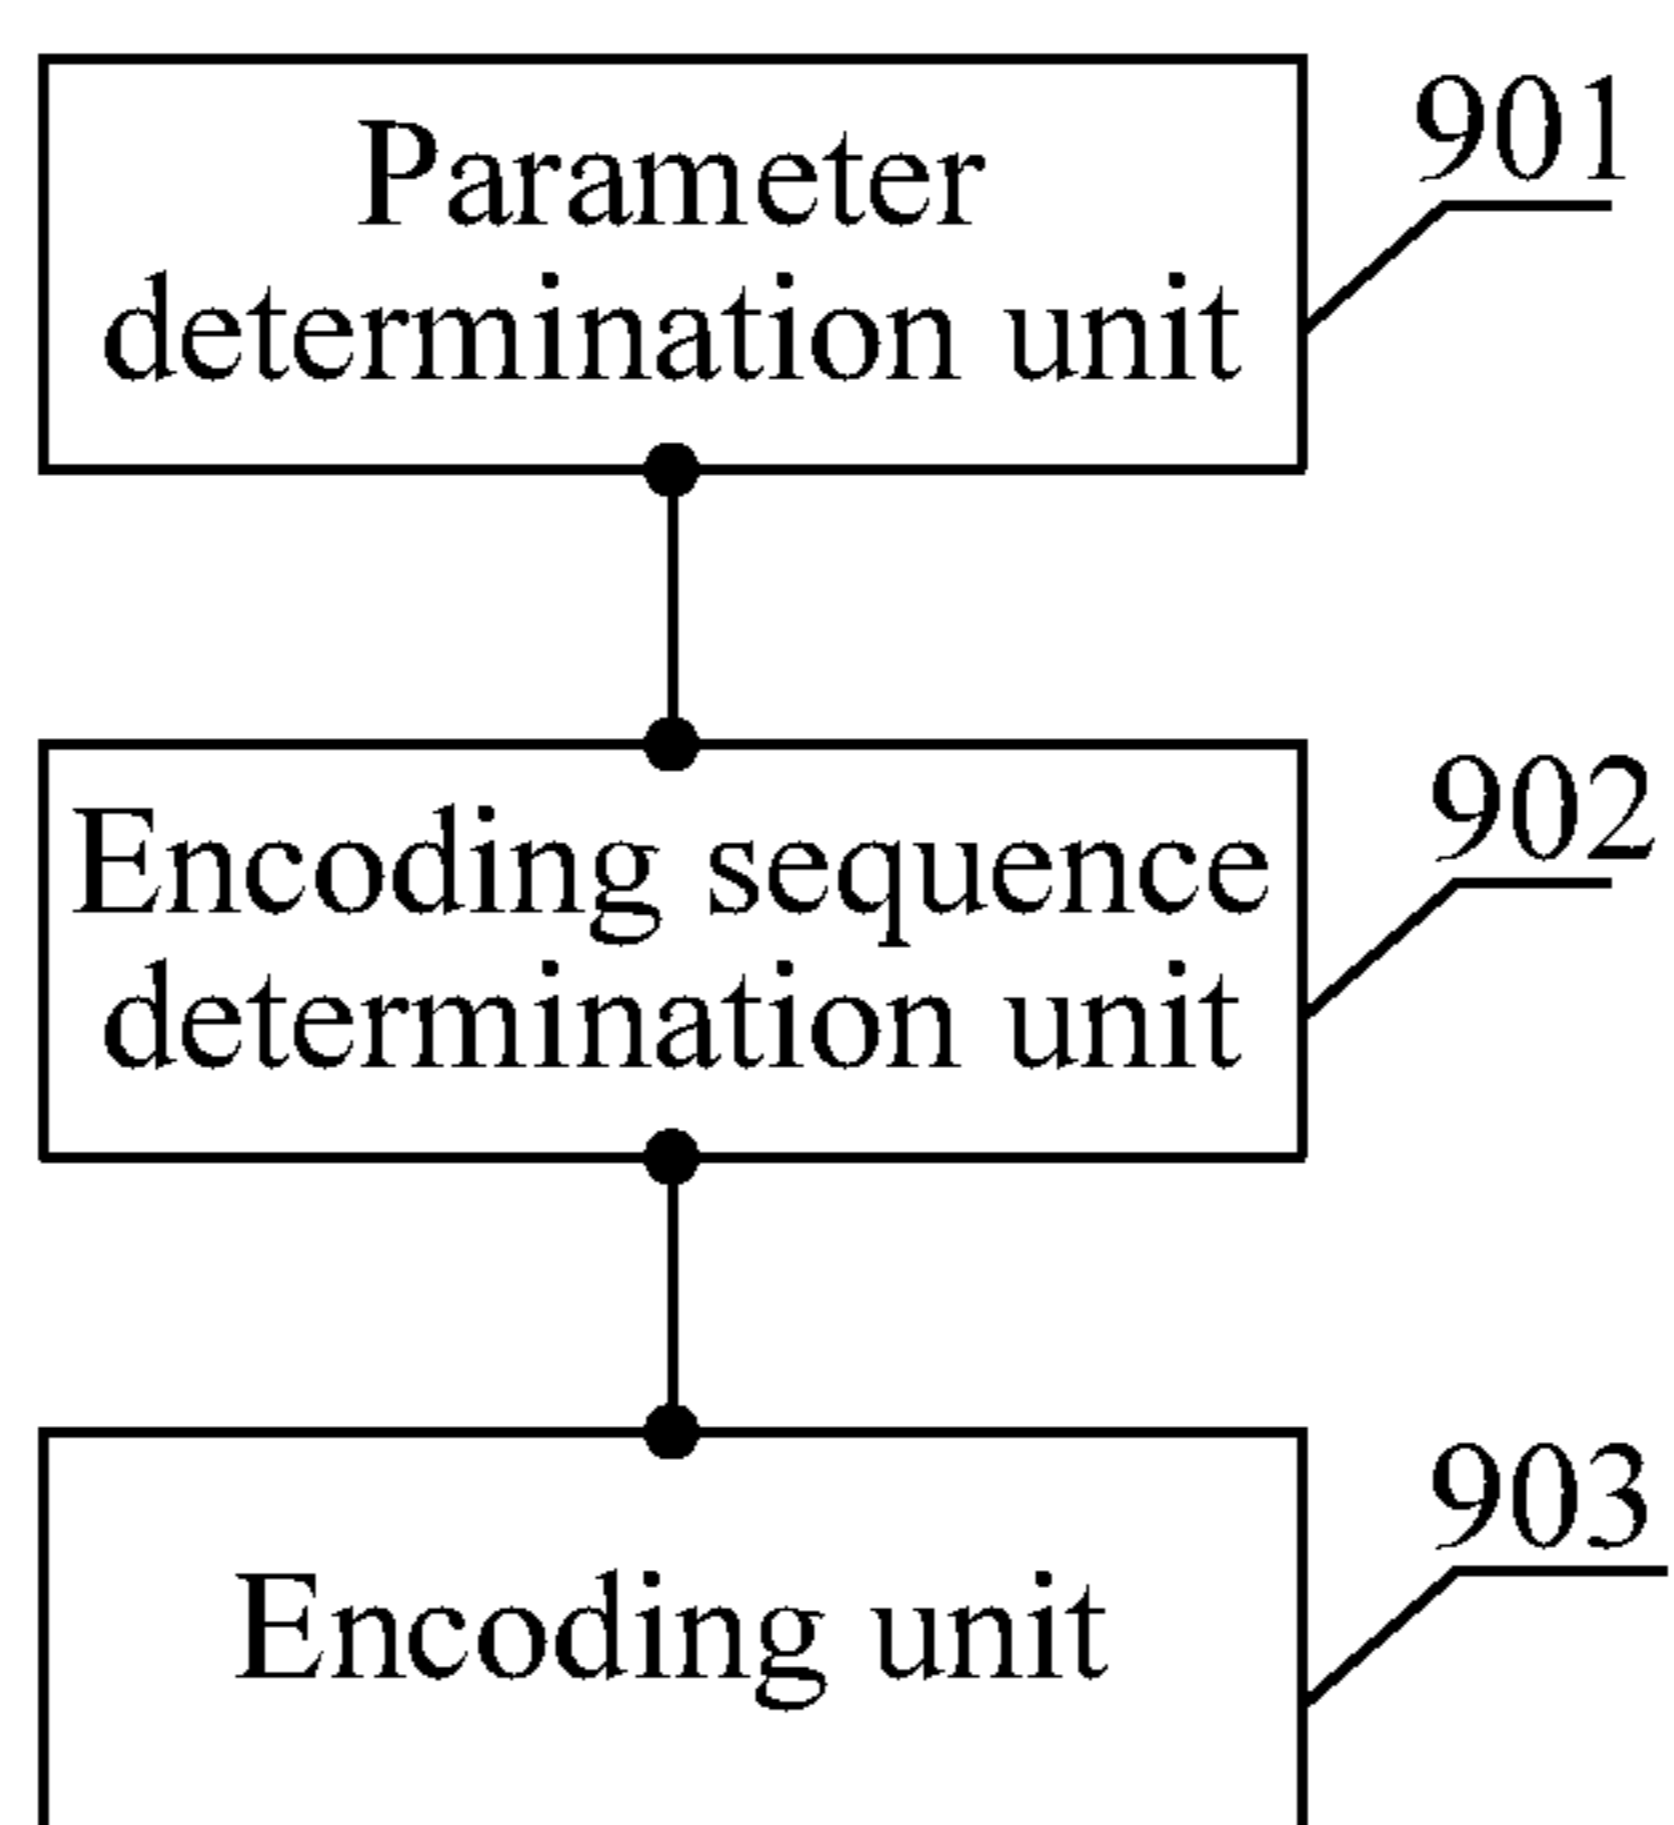 Parameter
determination unit
901
Encoding sequence
determination unit
902
Encoding unit
903